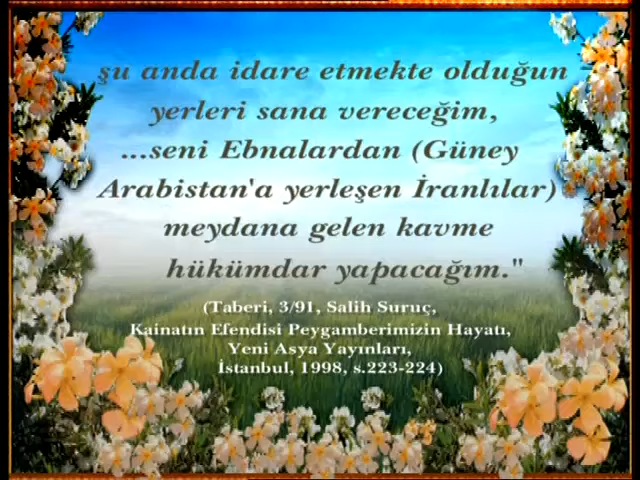 şu anda idare etmekte olduğun
yerleri sana vereceğim,
...seni Ebnalardan (Güney
Arabistan'a yerleşen İranlılar)
meydana gelen kavme
hükümdar yapacağım."
(Taberi, 3/91, Salih Suruç,
Kainatın Efendisi Peygamberimizin Hayatı,
Yeni Asya Yayınları,
İstanbul, 1998, s.223-224)